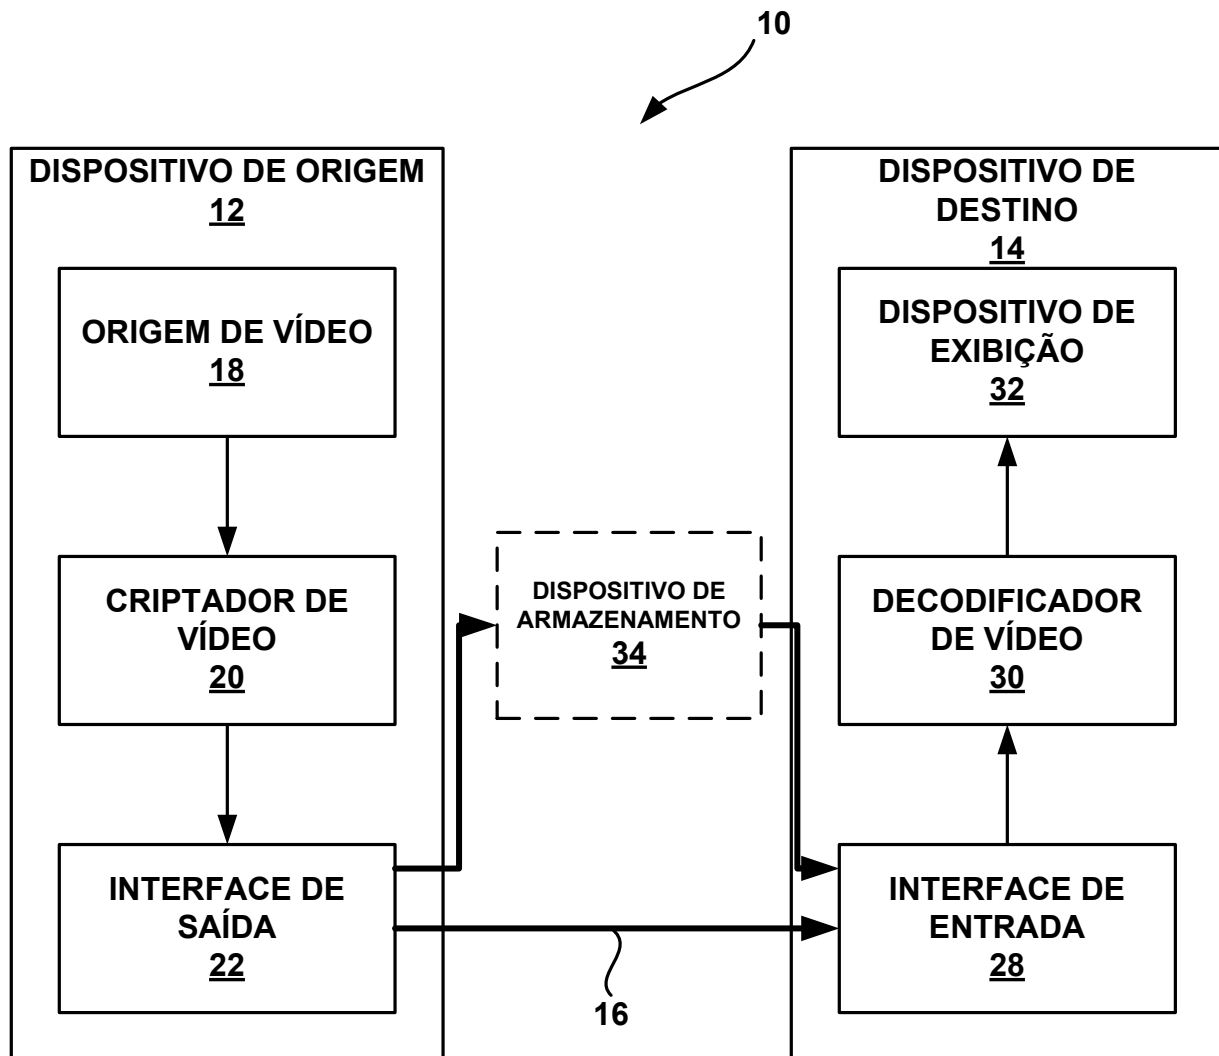 10
DISPOSITIVO DE ORIGEM
12
ORIGEM DE VÍDEO
18
CRIPTADOR DE
VÍDEO
20
INTERFACE DE
SAÍDA
22
DISPOSITIVO DE
ARMAZENAMENTO
34
16
DISPOSITIVO DE
DESTINO
14
DISPOSITIVO DE
EXIBIÇÃO
32
DECODIFICADOR
DE VÍDEO
30
INTERFACE DE
ENTRADA
28